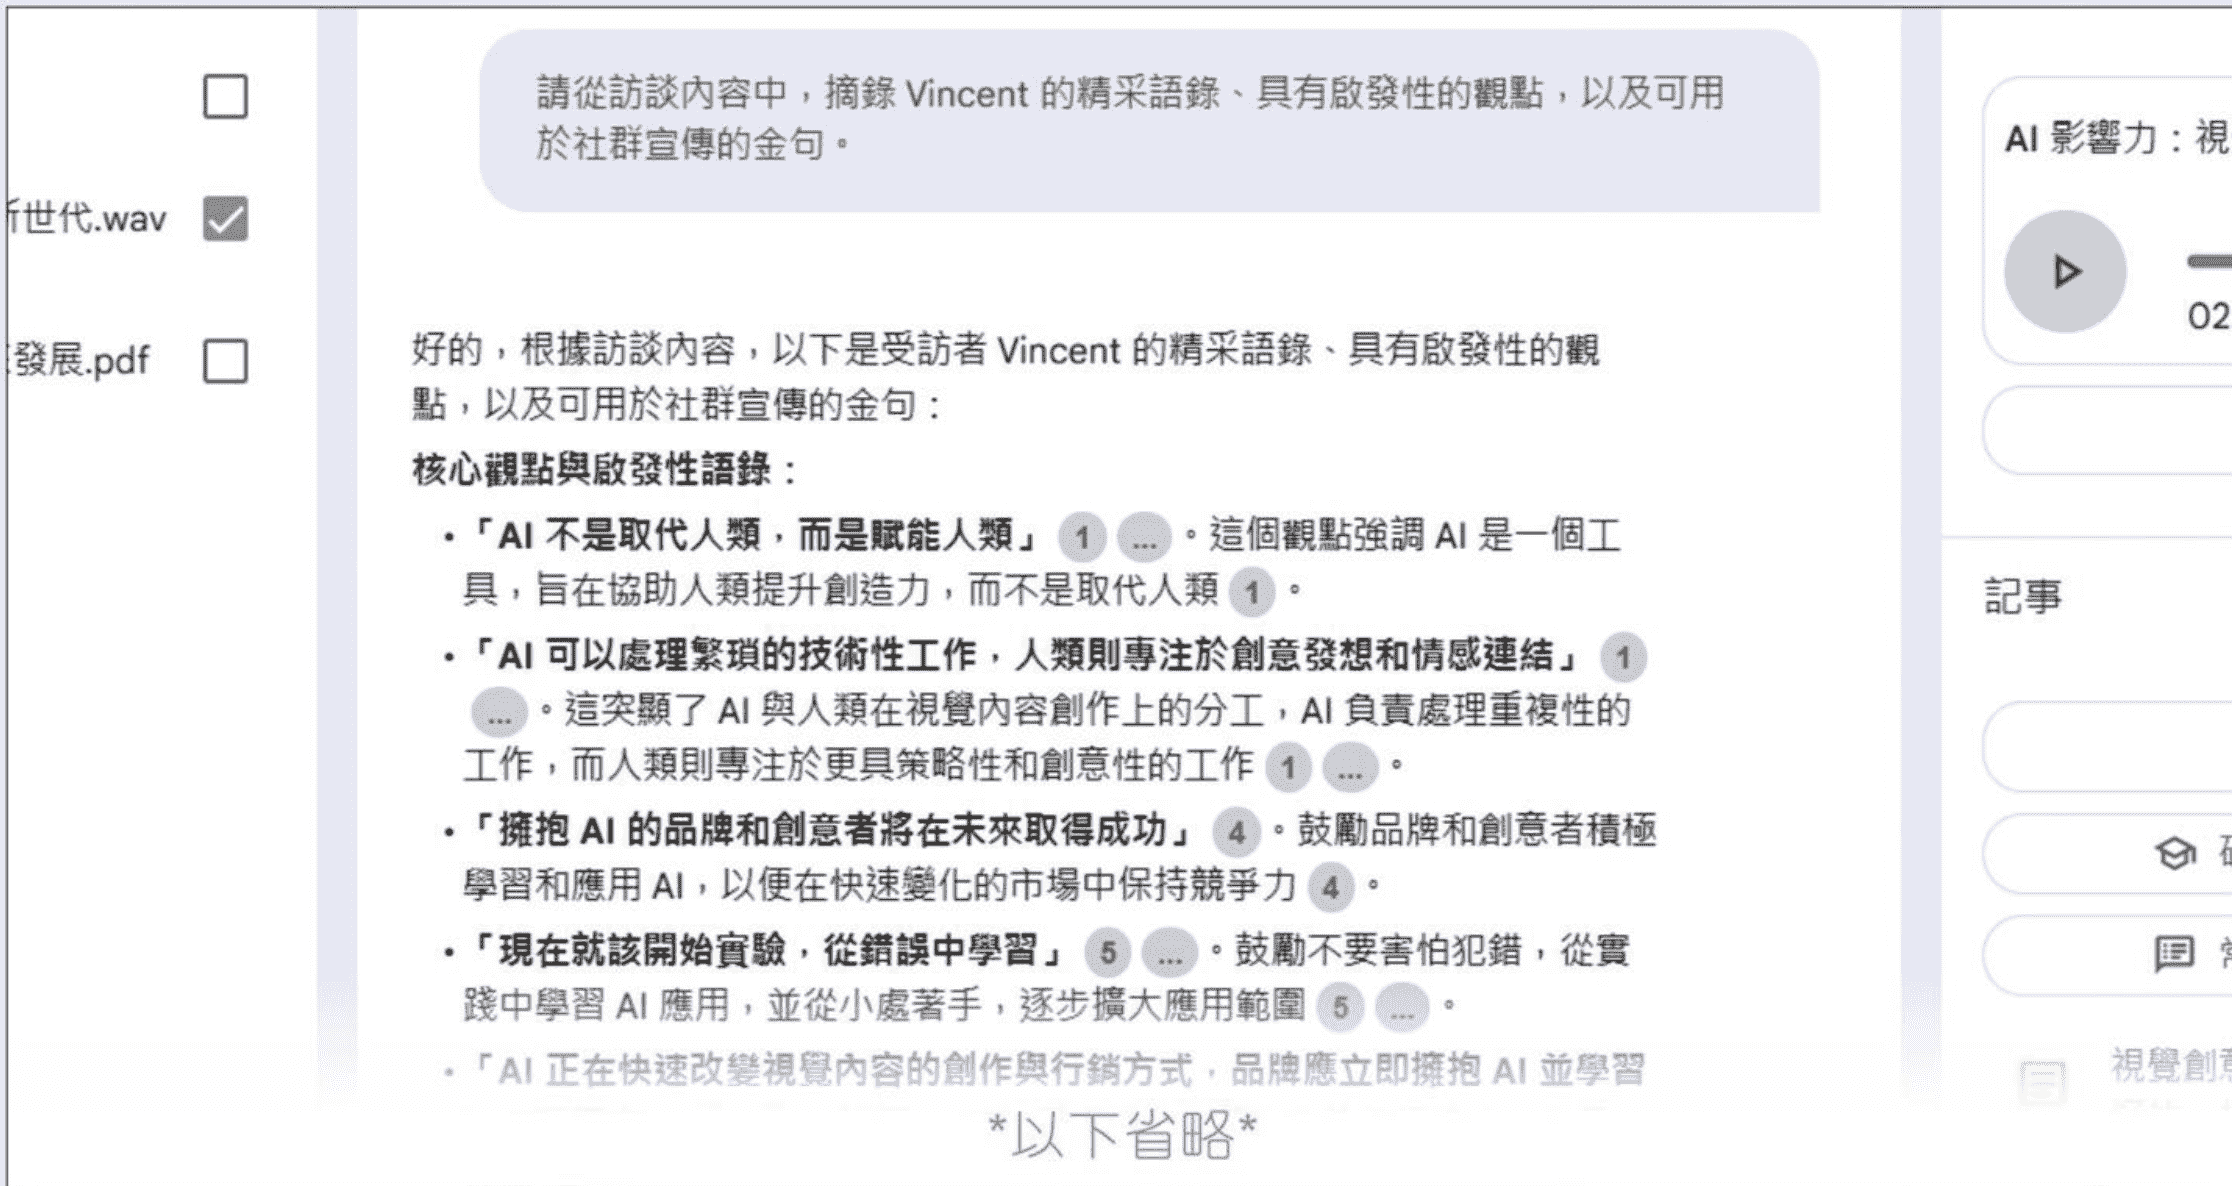 請從訪談內容中，摘錄 Vincent 的精采語錄、具有啟發性的觀點，以及可用
於社群宣傳的金句。
世代.wav
發展.pdf
好的，根據訪談內容，以下是受訪者 Vincent 的精采語錄、具有啟發性的觀
點，以及可用於社群宣傳的金句：
核心觀點與啟發性語錄：
•「AI 不是取代人類，而是賦能人類」 1 ... 。這個觀點強調 AI 是一個工
具，旨在協助人類提升創造力，而不是取代人類 1 。
•「AI 可以處理繁瑣的技術性工作，人類則專注於創意發想和情感連結」 1
... 。這突顯了 AI 與人類在視覺內容創作上的分工，AI 負責處理重複性的
工作，而人類則專注於更具策略性和創意性的工作 1 ... 。
•「擁抱 AI 的品牌和創意者將在未來取得成功」 4 。鼓勵品牌和創意者積極
學習和應用 AI，以便在快速變化的市場中保持競爭力 4 。
•「現在就該開始實驗，從錯誤中學習」 5 ... 。鼓勵不要害怕犯錯，從實
踐中學習 AI 應用，並從小處著手，逐步擴大應用範圍 5 ... 。
•「AI 正在快速改變視覺內容的創作與行銷方式，品牌應立即擁抱 AI 並學習
*以下省略*
AI 影響力：視
02
記事
視覺創意